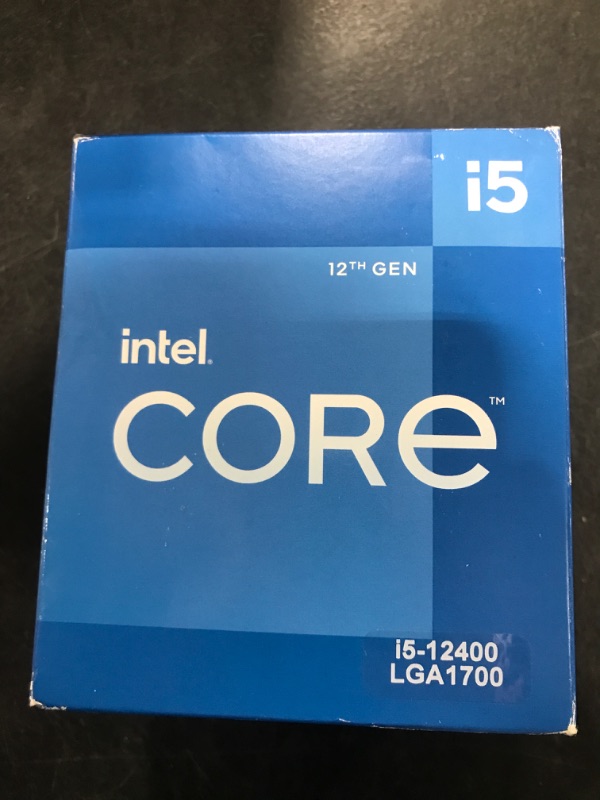 i5
12TH GEN
intel.
CORe™
i5-12400
LGA1700